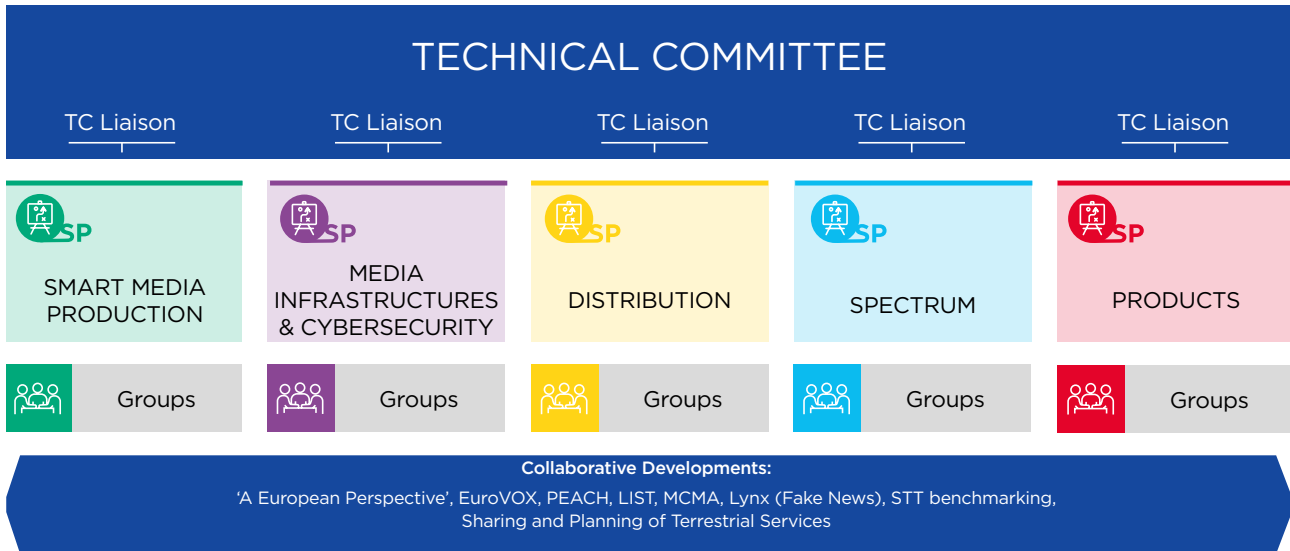 TECHNICAL COMMITTEE
TC Liaison
TC Liaison
TC Liaison
TC Liaison
TC Liaison
SP
SMART MEDIA
PRODUCTION
SP
MEDIA
INFRASTRUCTURES
& CYBERSECURITY
SP
DISTRIBUTION
SP
SPECTRUM
SP
PRODUCTS
Groups
Groups
Groups
Groups
Groups
Collaborative Developments:
‘A European Perspective’, EuroVOX, PEACH, LIST, MCMA, Lynx (Fake News), STT benchmarking,
Sharing and Planning of Terrestrial Services